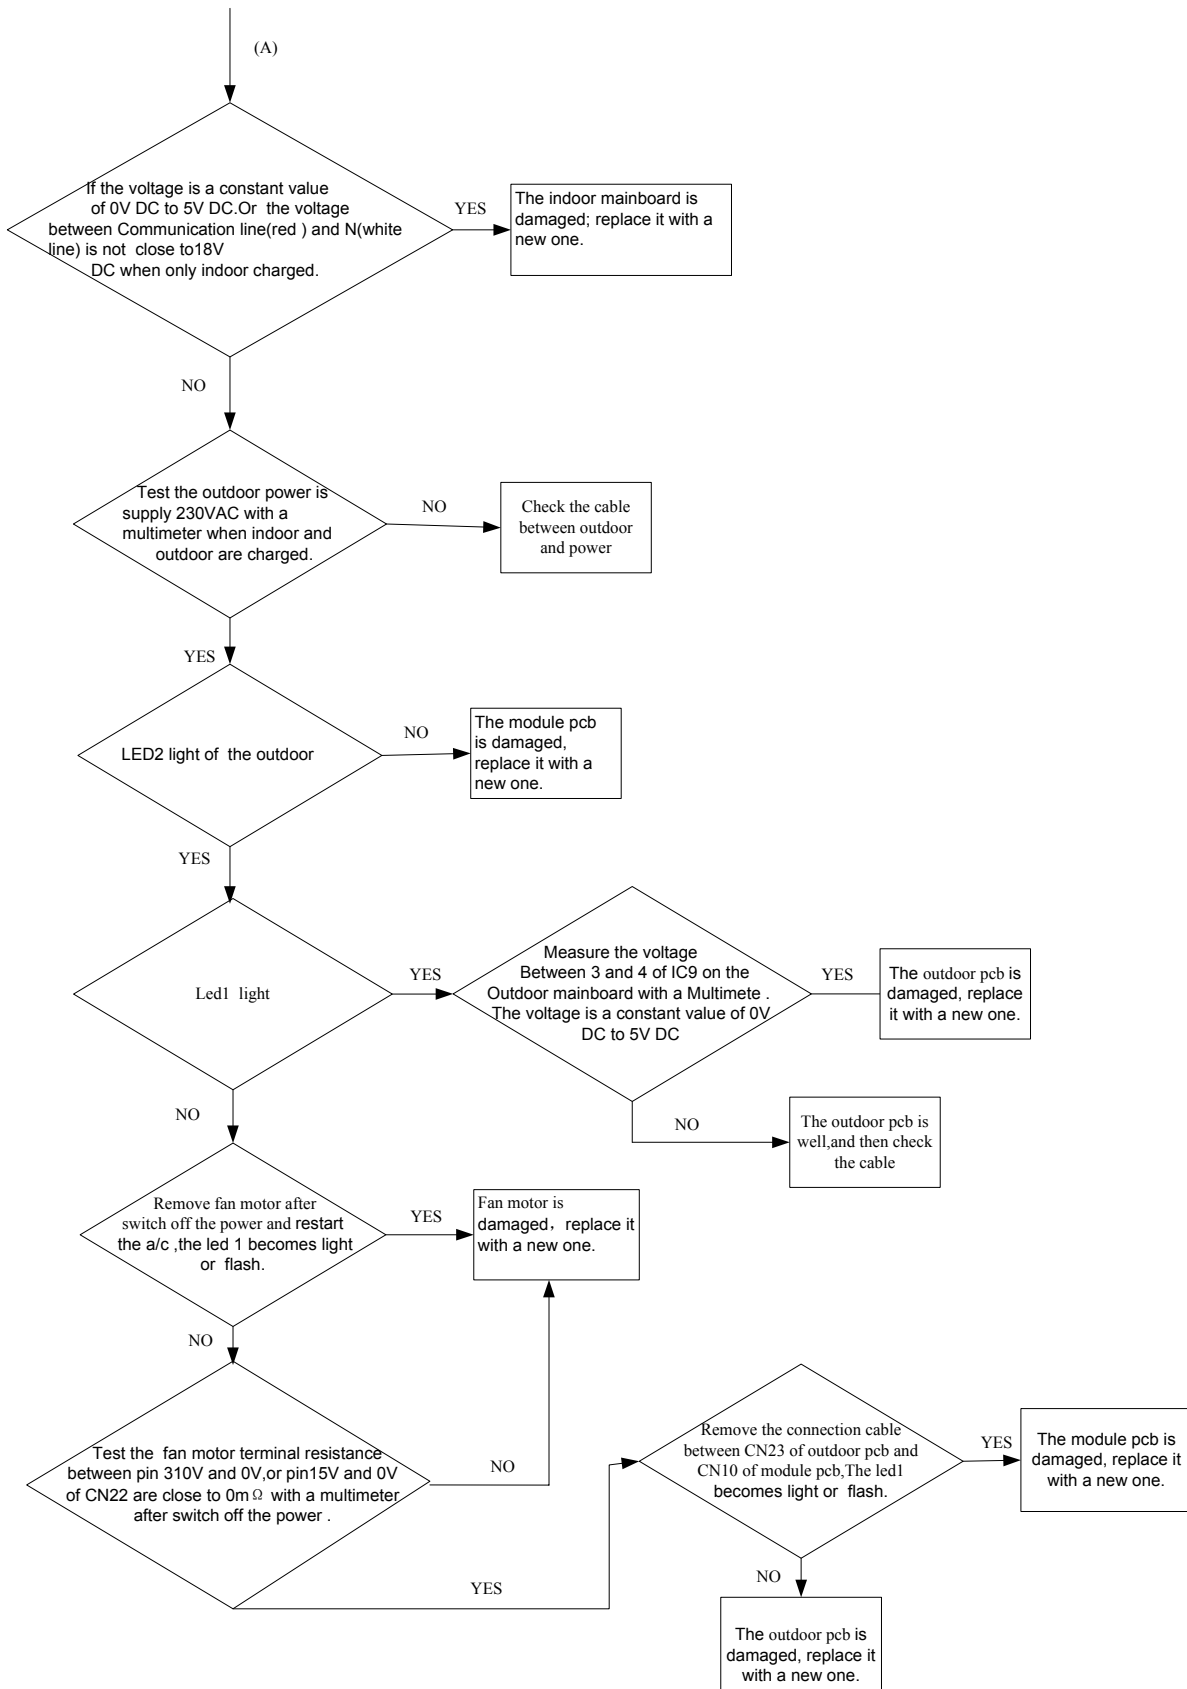 (A)
If the voltage is a constant value
of 0V DC to 5V DC.Or the voltage
between Communication line(red ) and N(white
line) is not close to18V
DC when only indoor charged.
YES
The indoor mainboard is
damaged; replace it with a
new one.
NO
Test the outdoor power is
supply 230VAC with a
multimeter when indoor and
outdoor are charged.
NO
Check the cable
between outdoor
and power
YES
LED2 light of the outdoor
NO
The module pcb
is damaged,
replace it with a
new one.
YES
Led1 light
YES
Measure the voltage
Between 3 and 4 of IC9 on the
Outdoor mainboard with a Multimete .
The voltage is a constant value of 0V
DC to 5V DC
YES
The outdoor pcb is
damaged, replace
it with a new one.
NO
The outdoor pcb is
well,and then check
the cable
NO
Remove fan motor after
switch off the power and restart
the a/c ,the led 1 becomes light
or flash.
YES
Fan motor is
damaged，replace it
with a new one.
NO
Test the fan motor terminal resistance
between pin 310V and 0V,or pin15V and 0V
of CN22 are close to 0mΩ with a multimeter
after switch off the power .
NO
YES
Remove the connection cable
between CN23 of outdoor pcb and
CN10 of module pcb,The led1
becomes light or flash.
YES
The module pcb is
damaged, replace it
with a new one.
NO
The outdoor pcb is
damaged, replace it
with a new one.